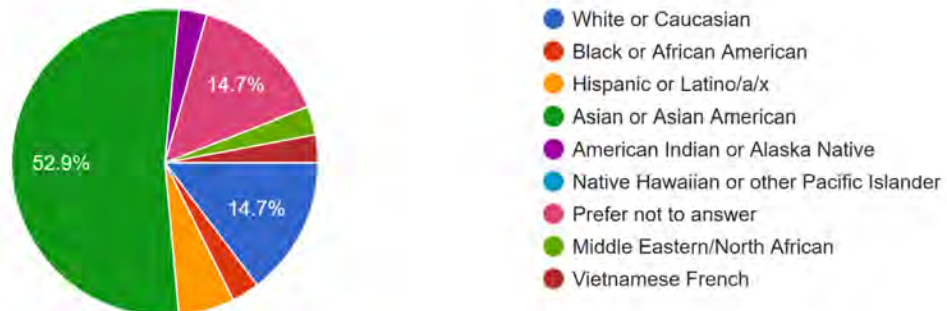 White or Caucasian
Black or African American
Hispanic or Latino/a/x
Asian or Asian American
American Indian or Alaska Native
Native Hawaiian or other Pacific Islander
Prefer not to answer
Middle Eastern/North African
Vietnamese French
14.7%
52.9%
14.7%